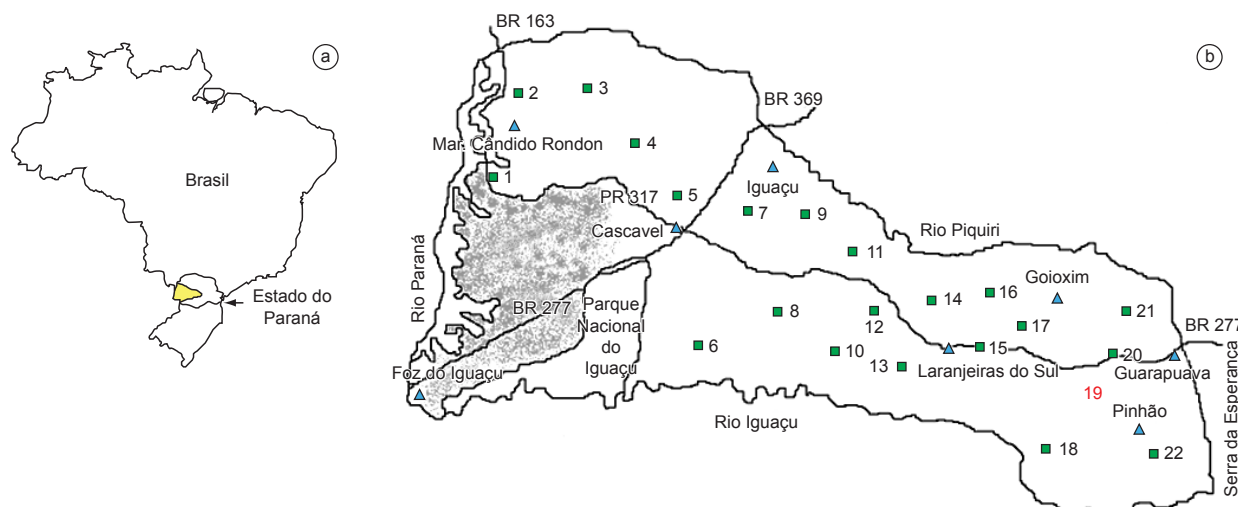 a
Brasil
Estado do
Paraná
b
BR 163
2
3
BR 369
Mar. Cândido Rondon
4
1
Iguaçu
PR 317
5
7
9
Cascavel
Rio Piquiri
11
Rio Paraná
Goioxim
BR 277
Parque
Nacional
do
Iguaçu
8
12
14
16
17
21
BR 277
6
10
13
15
Laranjeiras do Sul
20
Guarapuava
Foz do Iguaçu
19
Pinhão
Rio Iguaçu
18
22
Serra da Esperança